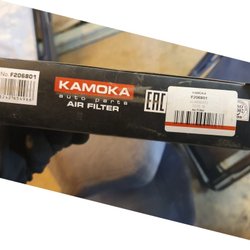 No: F206801
KAMOKA
auto parts
AIR FILTER
EAC
KAMOKA
F206801